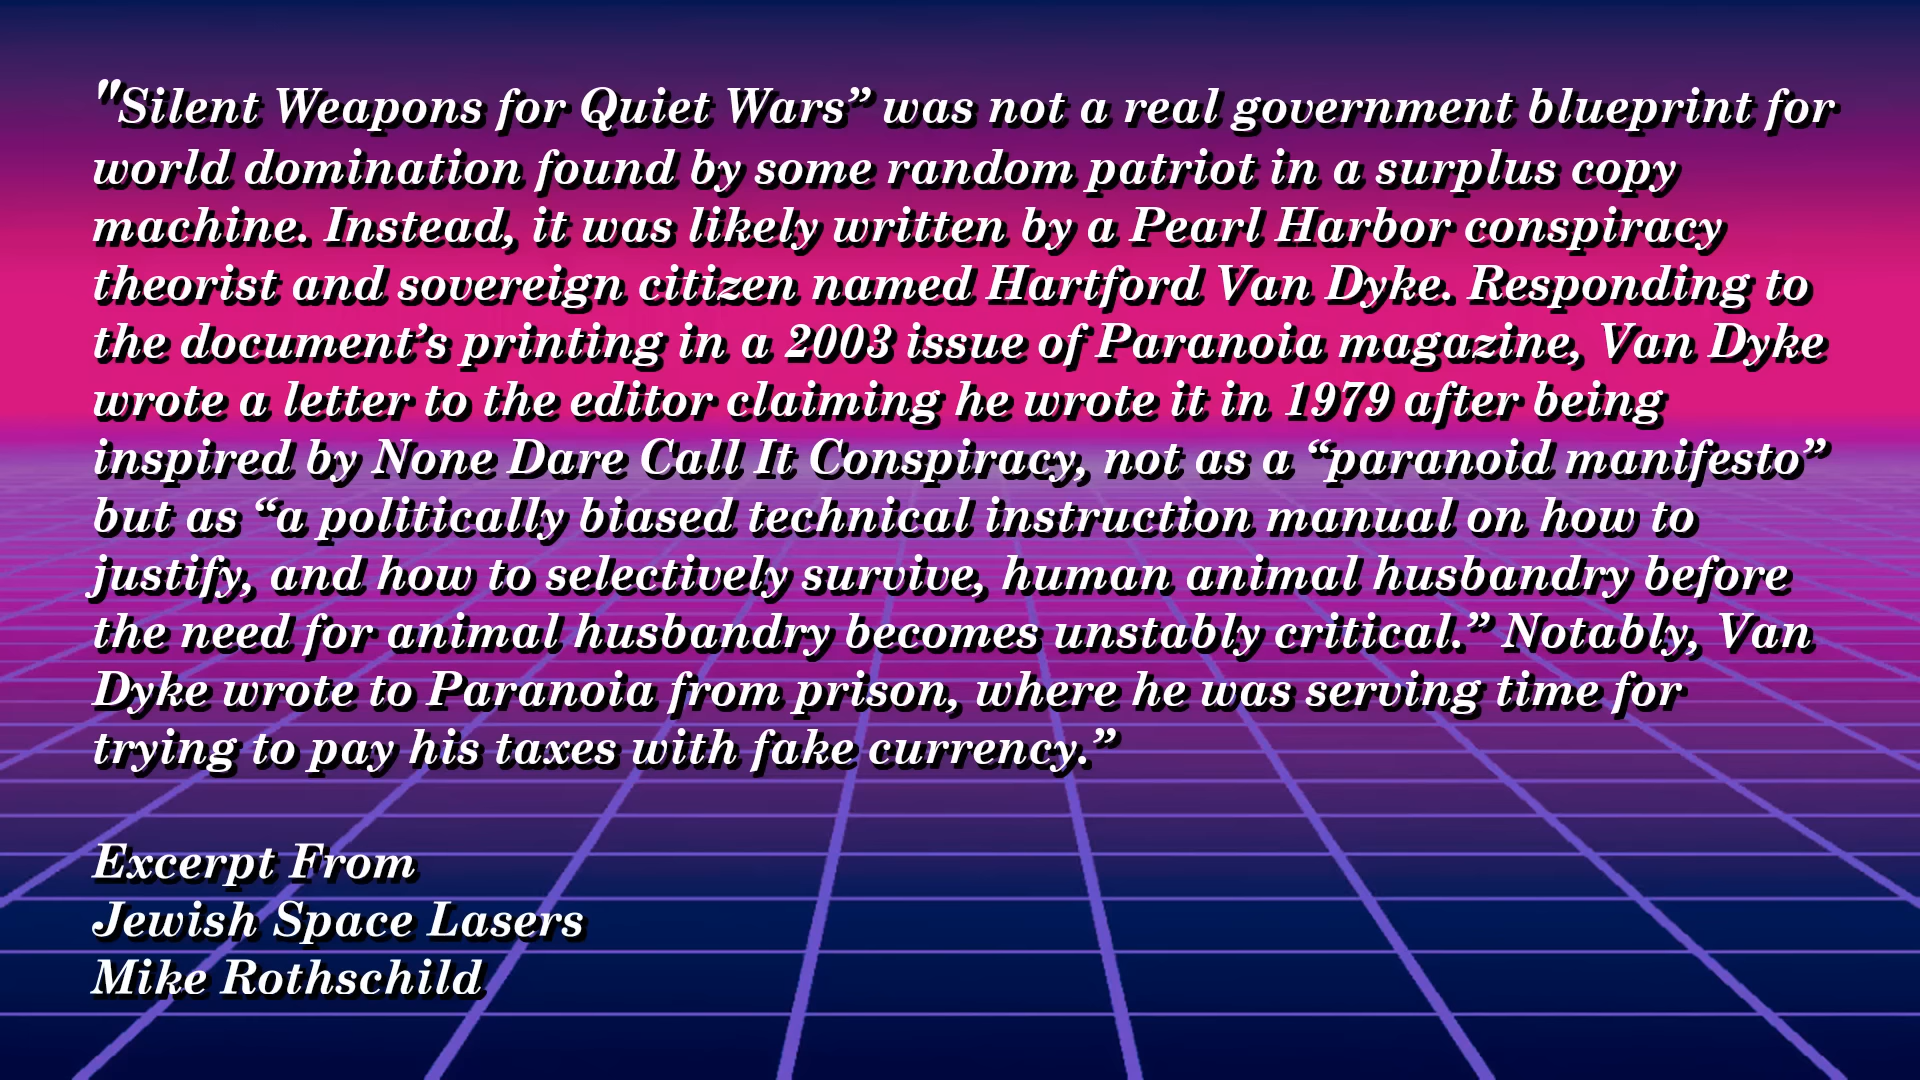 "Silent Weapons for Quiet Wars” was not a real government blueprint for
world domination found by some random patriot in a surplus copy
machine. Instead, it was likely written by a Pearl Harbor conspiracy
theorist and sovereign citizen named Hartford Van Dyke. Responding to
the document’s printing in a 2003 issue of Paranoia magazine, Van Dyke
wrote a letter to the editor claiming he wrote it in 1979 after being
inspired by None Dare Call It Conspiracy, not as a “paranoid manifesto”
but as “a politically biased technical instruction manual on how to
justify, and how to selectively survive, human animal husbandry before
the need for animal husbandry becomes unstably critical.” Notably, Van
Dyke wrote to Paranoia from prison, where he was serving time for
trying to pay his taxes with fake currency.”
Excerpt From
Jewish Space Lasers
Mike Rothschild